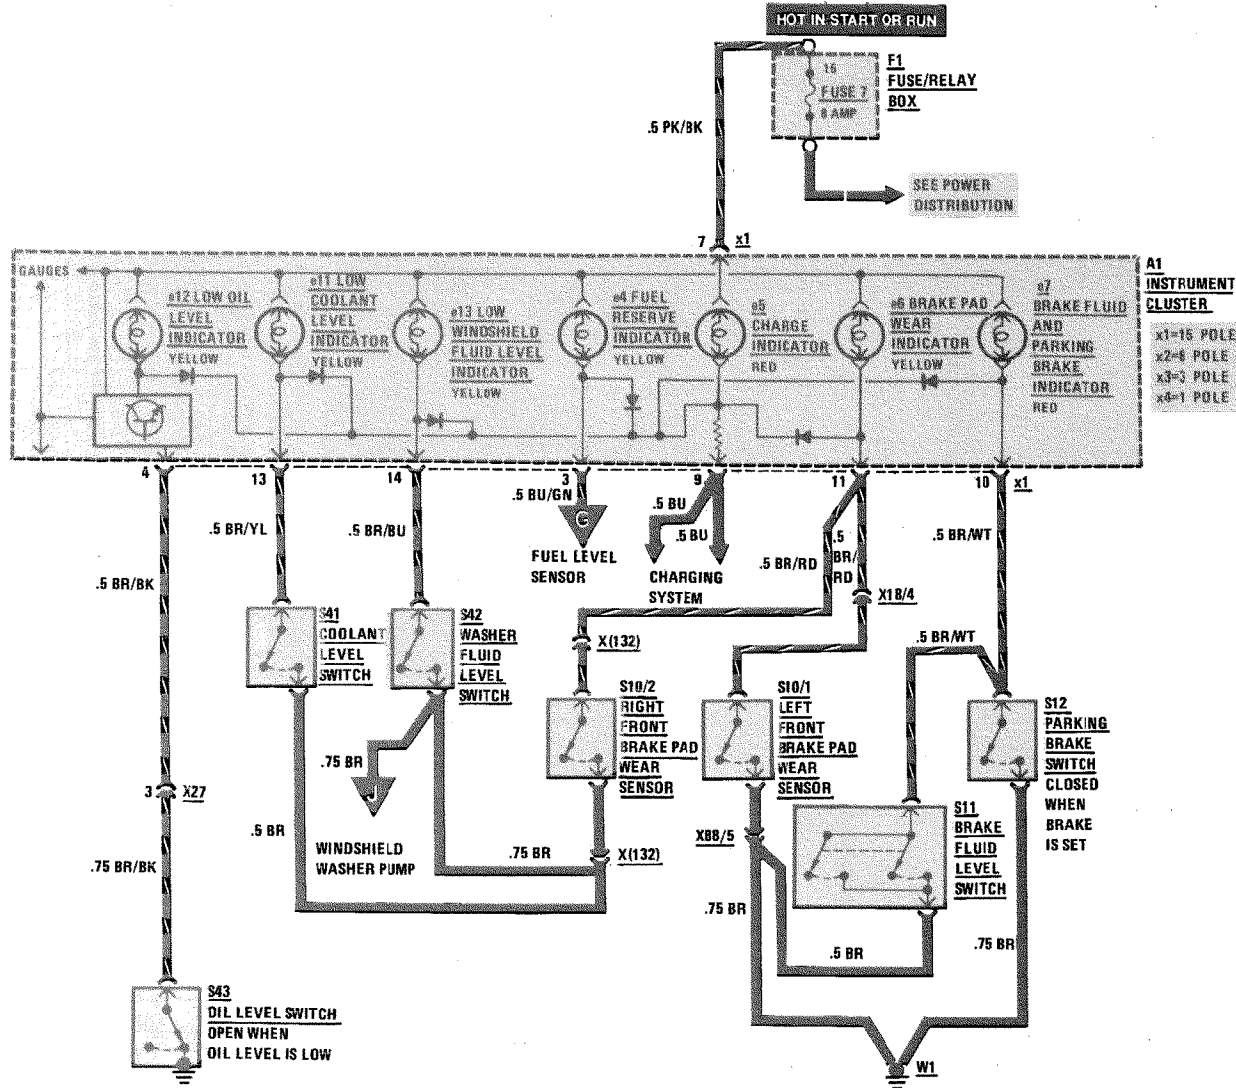 HOT IN START OR RUN
F1
FUSE/RELAY
BOX
15
FUSE 7
8 AMP
.5 PK/BK
SEE POWER
DISTRIBUTION
7
x1
A1
INSTRUMENT
CLUSTER
x1=15 POLE
x2=6 POLE
x3=3 POLE
x4=1 POLE
GAUGES
e12 LOW OIL
LEVEL
INDICATOR
YELLOW
e11 LOW
COOLANT
LEVEL
INDICATOR
YELLOW
e13 LOW
WINDSHIELD
FLUID LEVEL
INDICATOR
YELLOW
e4 FUEL
RESERVE
INDICATOR
YELLOW
e5
CHARGE
INDICATOR
RED
e6 BRAKE PAD
WEAR
INDICATOR
YELLOW
e7
BRAKE FLUID
AND
PARKING
BRAKE
INDICATOR
RED
4
13
14
3
9
11
10
x1
.5 BR/YL
.5 BR/BU
.5 BU/GN
.5 BU
.5 BU
.5 BR/RD
.5
BR/
RD
.5 BR/WT
.5 BR/BK
G
FUEL LEVEL
SENSOR
CHARGING
SYSTEM
X18/4
.5 BR/WT
S41
COOLANT
LEVEL
SWITCH
S42
WASHER
FLUID
LEVEL
SWITCH
X(132)
S10/2
RIGHT
FRONT
BRAKE PAD
WEAR
SENSOR
S10/1
LEFT
FRONT
BRAKE PAD
WEAR
SENSOR
S12
PARKING
BRAKE
SWITCH
CLOSED
WHEN
BRAKE
IS SET
.75 BR
J
3
X27
.5 BR
WINDSHIELD
WASHER PUMP
.75 BR
X(132)
X88/5
S11
BRAKE
FLUID
LEVEL
SWITCH
.75 BR/BK
.75 BR
.5 BR
.75 BR
S43
OIL LEVEL SWITCH
OPEN WHEN
OIL LEVEL IS LOW
W1